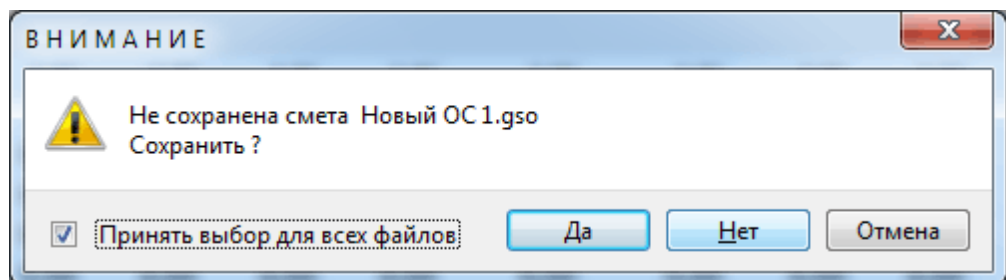 ВНИМАНИЕ
Не сохранена смета Новый ОС 1.gso
Сохранить ?
Принять выбор для всех файлов
Да
Нет
Отмена